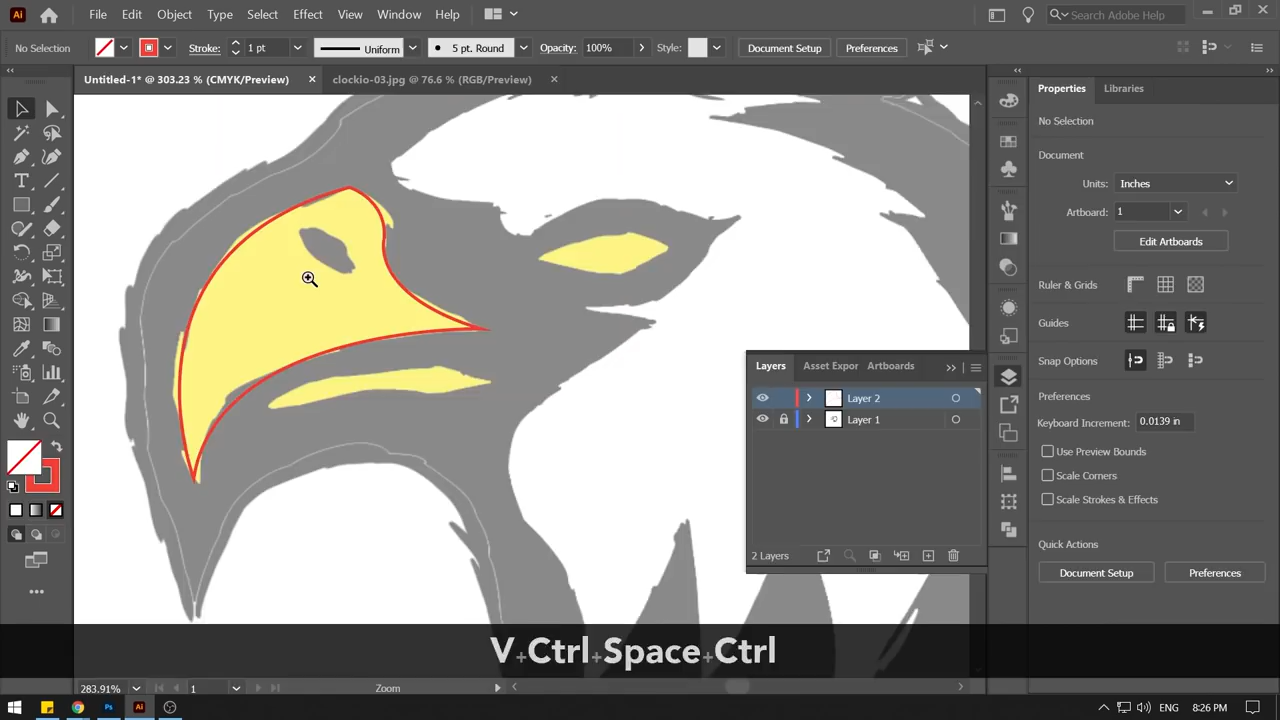 Ai File Edit Object Type Select Effect View Window Help Search Adobe Help
No Selection Stroke: 1 pt Uniform 5 pt. Round Opacity: 100% Style: Document Setup Preferences
Untitled-1* @ 303.23 % (CMYK/Preview) clockio-03.jpg @ 76.6 % (RGB/Preview)
Properties Libraries
No Selection
Document
Units: Inches
Artboard: 1
Edit Artboards
Ruler & Grids
Guides
Snap Options
Preferences
Keyboard Increment: 0.0139 in
Use Preview Bounds
Scale Corners
Scale Strokes & Effects
Quick Actions
Document Setup Preferences
Layers Asset Expor Artboards
Layer 2
Layer 1
2 Layers
V+Ctrl+Space+Ctrl
283.91% 1 Zoom
Ps Ai ENG 8:26 PM